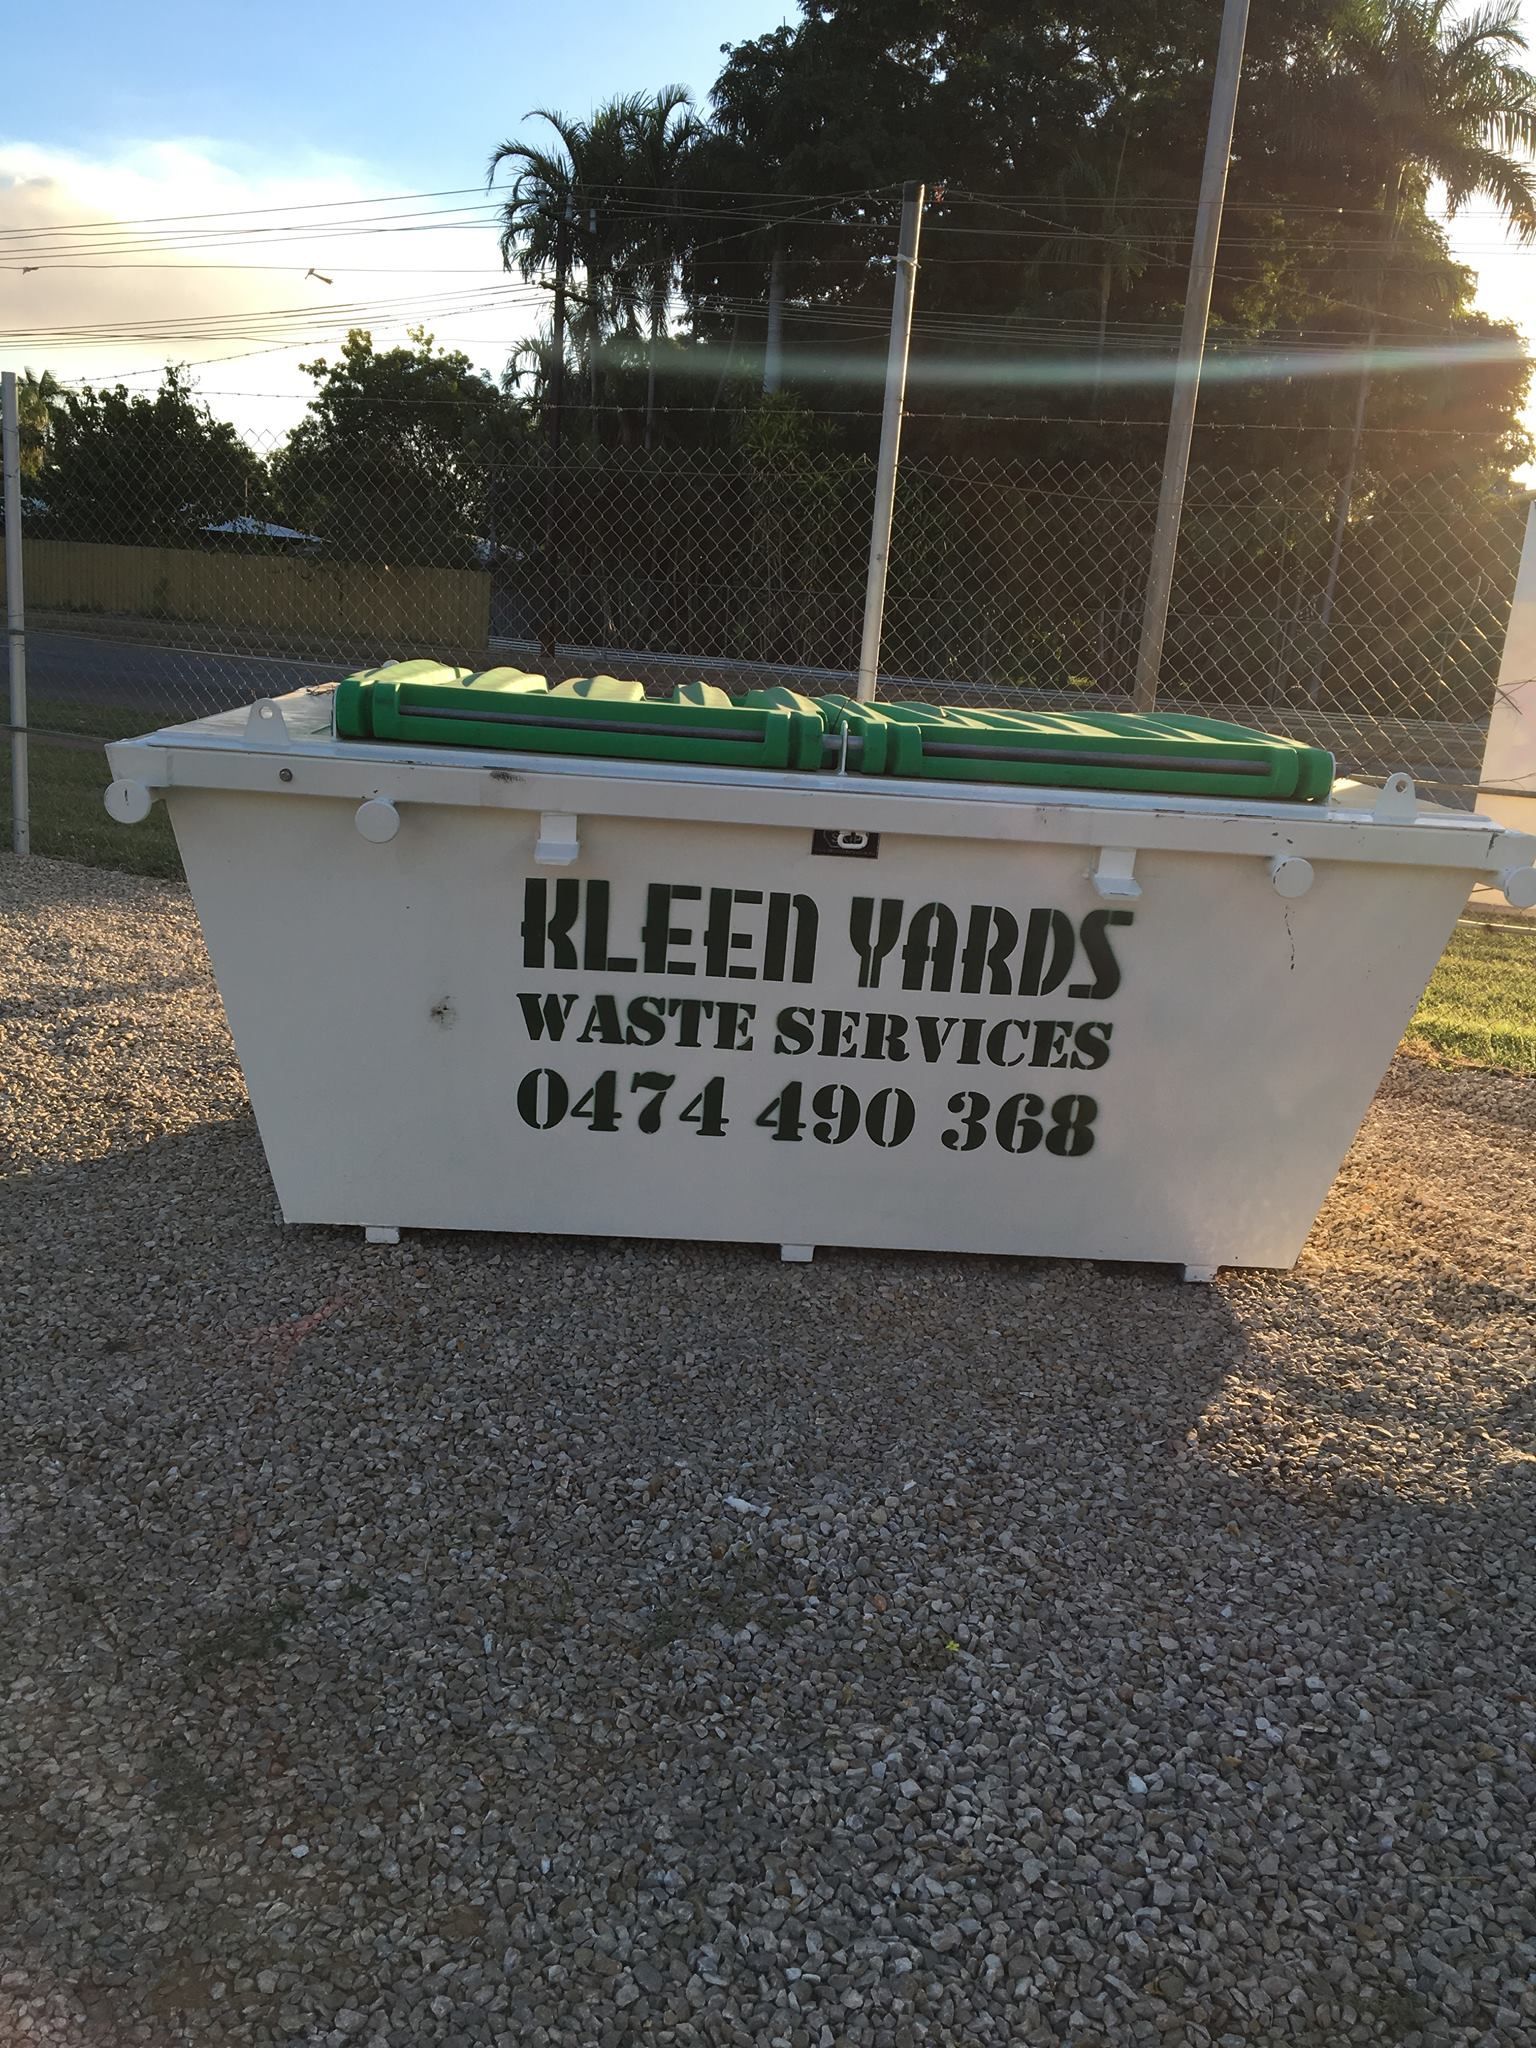 KLEEN YARDS
WASTE SERVICES
0474 490 368